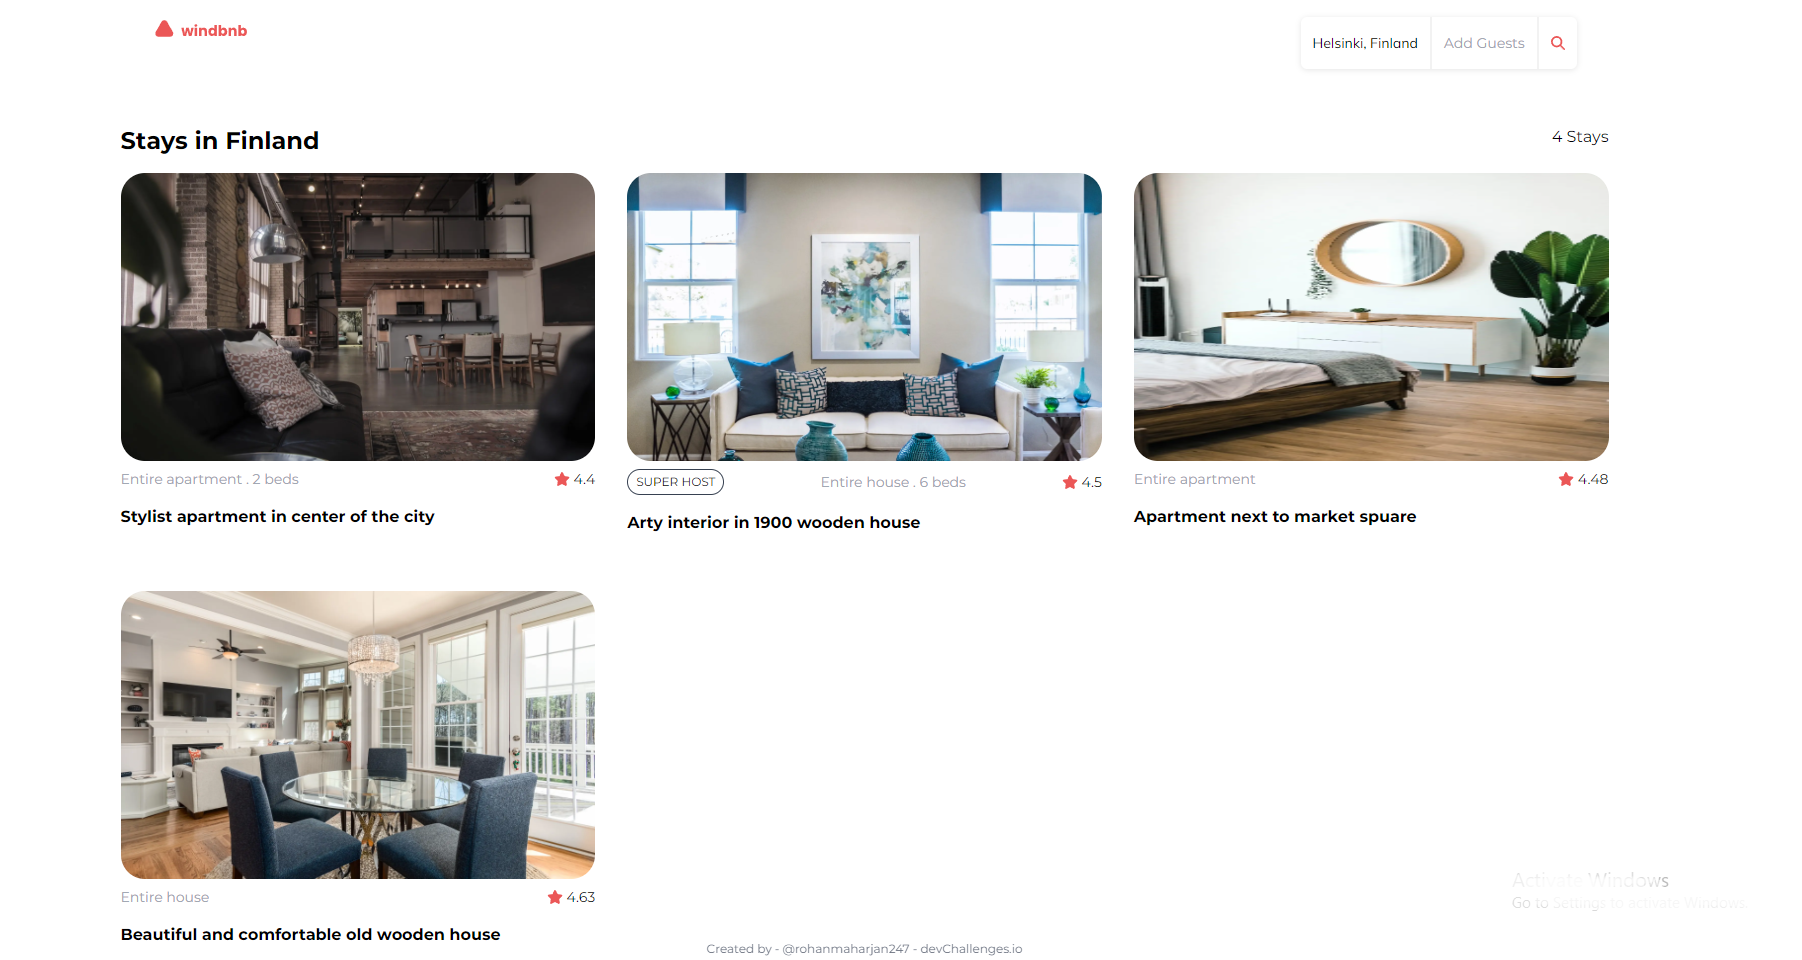 windbnb
Helsinki, Finland
Add Guests
Stays in Finland
4 Stays
Entire apartment . 2 beds
4.4
Stylist apartment in center of the city
SUPER HOST
Entire house . 6 beds
4.5
Arty interior in 1900 wooden house
Entire apartment
4.48
Apartment next to market spuare
Entire house
4.63
Beautiful and comfortable old wooden house
Activate Windows
Go to Settings to activate Windows.
Created by - @rohanmaharjan247 - devChallenges.io